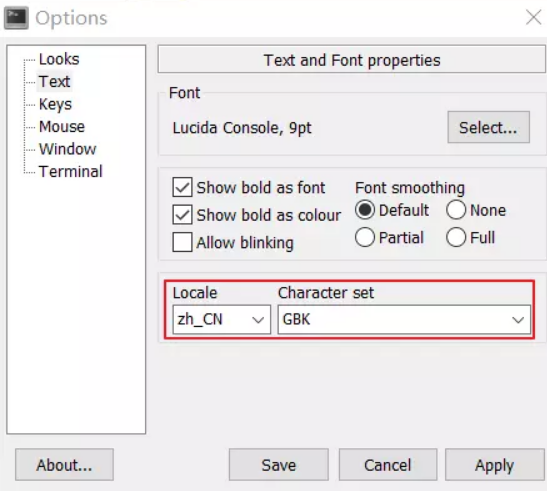 Options
Looks
Text
Keys
Mouse
Window
Terminal
Text and Font properties
Font
Lucida Console, 9pt
Select...
Show bold as font
Show bold as colour
Allow blinking
Font smoothing
Default
None
Partial
Full
Locale
Character set
zh_CN
GBK
About...
Save
Cancel
Apply